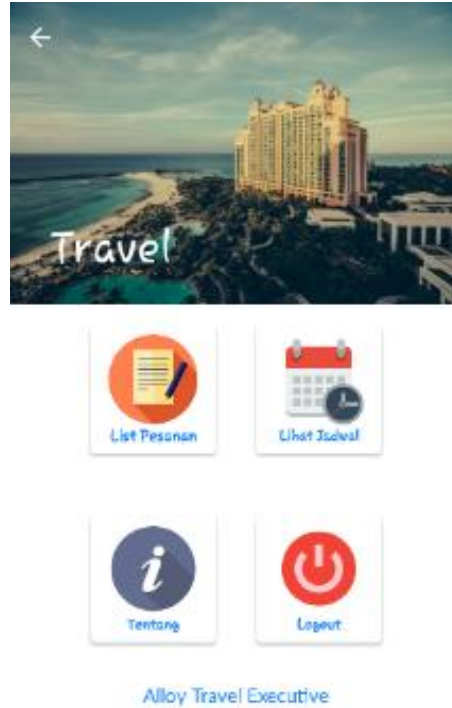 Travel
List Pesanan
Lihat Jadwal
Tentang
Logout
Alloy Travel Executive